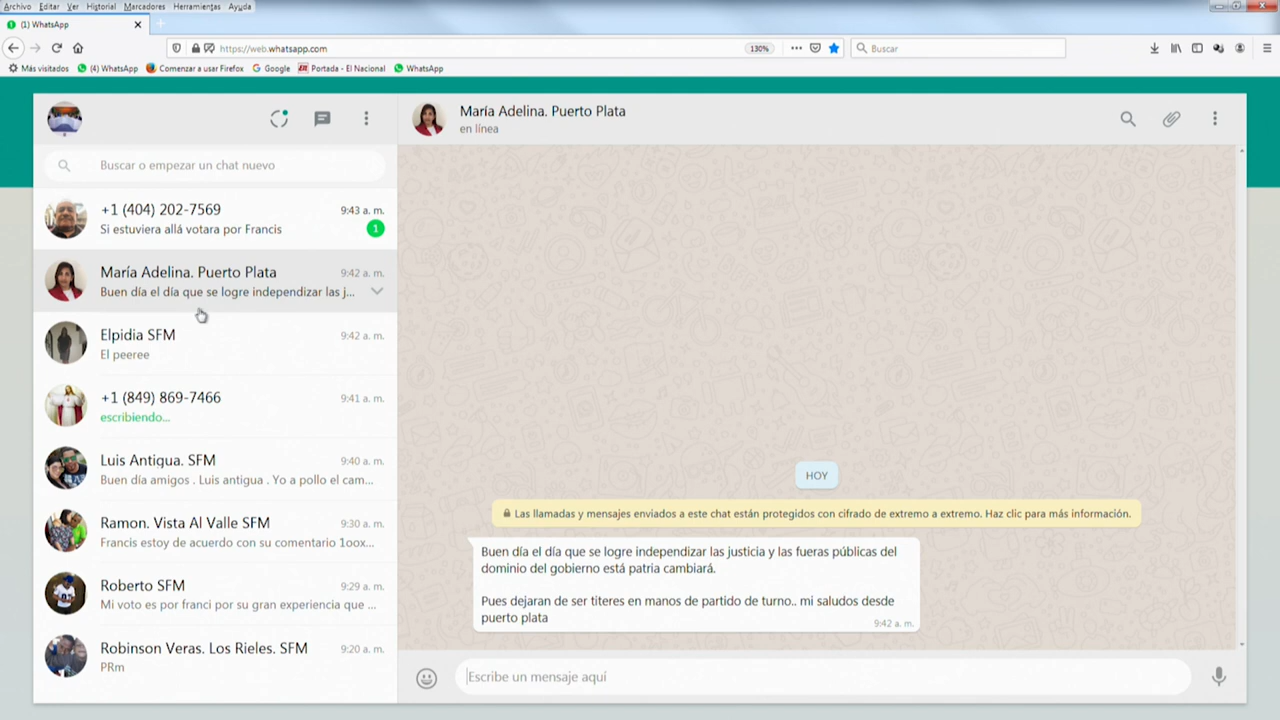 Archivo Editar Ver Historial Marcadores Herramientas Ayuda
(1) WhatsApp
https://web.whatsapp.com
130%
Buscar
Más visitados (4) WhatsApp Comenzar a usar Firefox Google Portada - El Nacional WhatsApp
Buscar o empezar un chat nuevo
+1 (404) 202-7569 9:43 a. m.
Si estuviera allá votara por Francis 1
María Adelina. Puerto Plata 9:42 a. m.
Buen día el día que se logre independizar las j...
Elpidia SFM 9:42 a. m.
El peeree
+1 (849) 869-7466 9:41 a. m.
escribiendo...
Luis Antigua. SFM 9:40 a. m.
Buen día amigos . Luis antigua . Yo a pollo el cam...
Ramon. Vista Al Valle SFM 9:30 a. m.
Francis estoy de acuerdo con su comentario 1oox...
Roberto SFM 9:29 a. m.
Mi voto es por franci por su gran experiencia que ...
Robinson Veras. Los Rieles. SFM 9:20 a. m.
PRm
María Adelina. Puerto Plata
en línea
HOY
Las llamadas y mensajes enviados a este chat están protegidos con cifrado de extremo a extremo. Haz clic para más información.
Buen día el día que se logre independizar las justicia y las fueras públicas del
dominio del gobierno está patria cambiará.
Pues dejaran de ser titeres en manos de partido de turno.. mi saludos desde
puerto plata
9:42 a. m.
Escribe un mensaje aquí